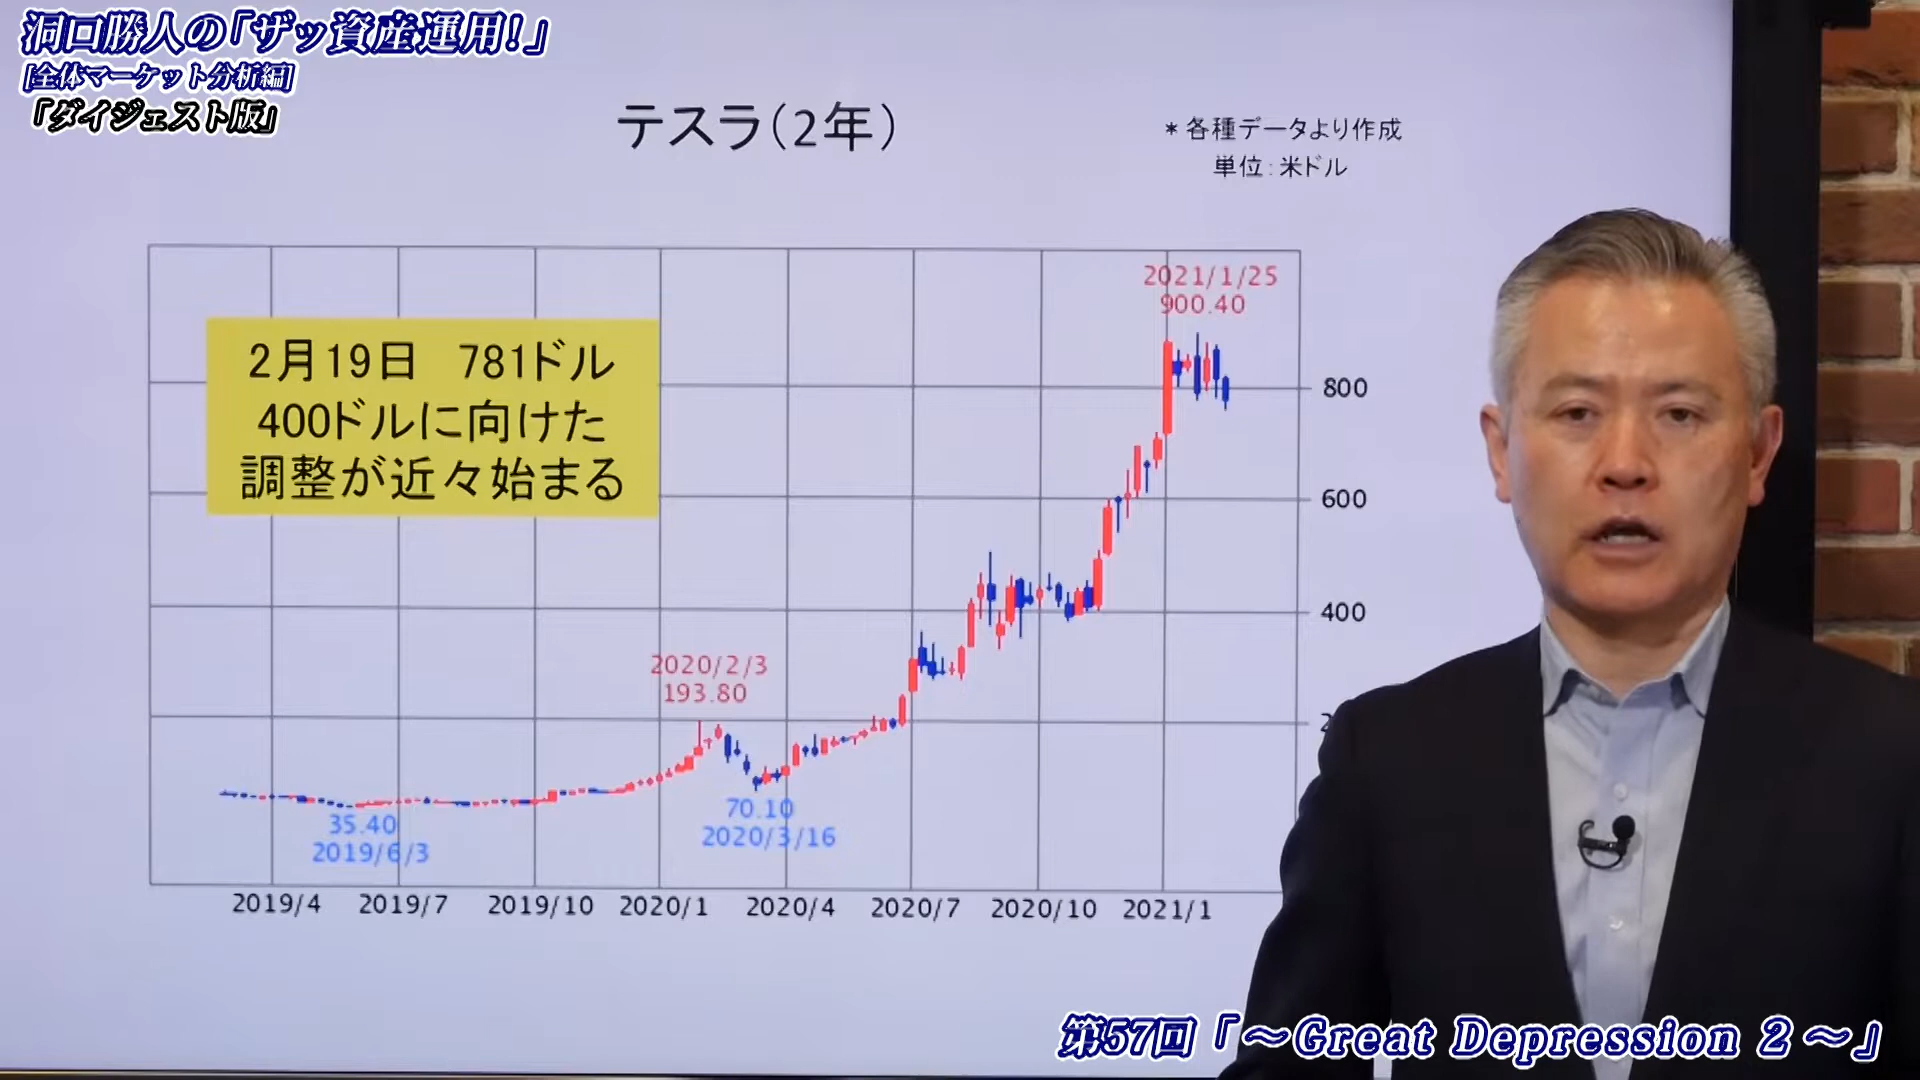 洞口勝人の「ザッ資産運用!」
[全体マーケット分析編]
「ダイジェスト版」
テスラ(2年)
* 各種データより作成
単位:米ドル
2月19日 781ドル
400ドルに向けた
調整が近々始まる
2021/1/25
900.40
800
600
400
2020/2/3
193.80
70.10
2020/3/16
35.40
2019/6/3
2019/4 2019/7 2019/10 2020/1 2020/4 2020/7 2020/10 2021/1
第57回「~Great Depression 2~」